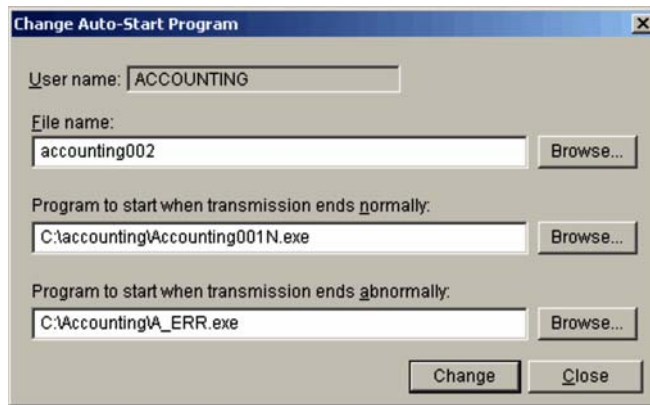 Change Auto-Start Program
User name: ACCOUNTING
File name:
accounting002 Browse...
Program to start when transmission ends normally:
C:\accounting\Accounting001N.exe Browse...
Program to start when transmission ends abnormally:
C:\Accounting\A_ERR.exe Browse...
Change Close